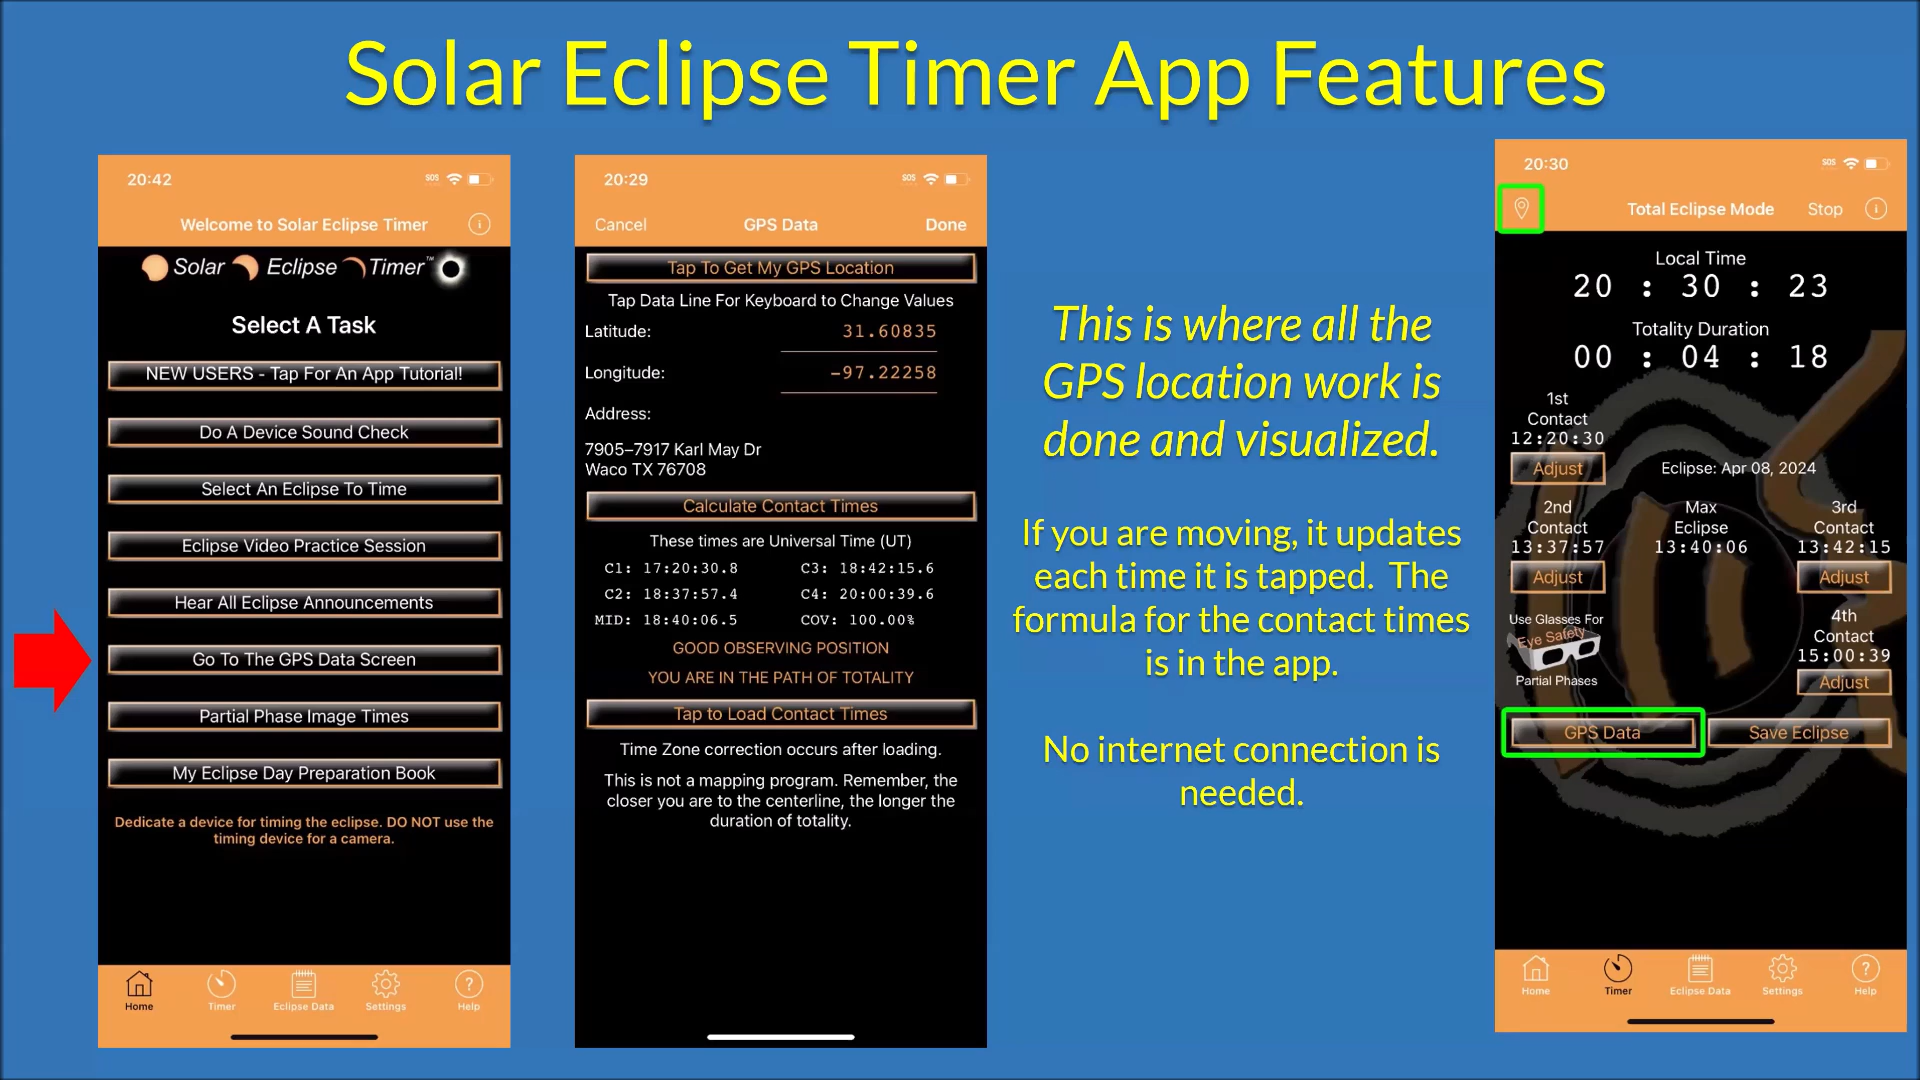 Solar Eclipse Timer App Features
20:42
SOS
Welcome to Solar Eclipse Timer
i
Solar Eclipse Timer™
Select A Task
NEW USERS - Tap For An App Tutorial!
Do A Device Sound Check
Select An Eclipse To Time
Eclipse Video Practice Session
Hear All Eclipse Announcements
Go To The GPS Data Screen
Partial Phase Image Times
My Eclipse Day Preparation Book
Dedicate a device for timing the eclipse. DO NOT use the
timing device for a camera.
Home Timer Eclipse Data Settings Help
20:29
SOS
Cancel GPS Data Done
Tap To Get My GPS Location
Tap Data Line For Keyboard to Change Values
Latitude: 31.60835
Longitude: -97.22258
Address:
7905–7917 Karl May Dr
Waco TX 76708
Calculate Contact Times
These times are Universal Time (UT)
C1: 17:20:30.8 C3: 18:42:15.6
C2: 18:37:57.4 C4: 20:00:39.6
MID: 18:40:06.5 COV: 100.00%
GOOD OBSERVING POSITION
YOU ARE IN THE PATH OF TOTALITY
Tap to Load Contact Times
Time Zone correction occurs after loading.
This is not a mapping program. Remember, the
closer you are to the centerline, the longer the
duration of totality.
This is where all the
GPS location work is
done and visualized.
If you are moving, it updates
each time it is tapped. The
formula for the contact times
is in the app.
No internet connection is
needed.
20:30
SOS
Total Eclipse Mode Stop i
Local Time
20 : 30 : 23
Totality Duration
00 : 04 : 18
1st
Contact
12:20:30
Adjust
Eclipse: Apr 08, 2024
2nd
Contact
13:37:57
Adjust
Max
Eclipse
13:40:06
3rd
Contact
13:42:15
Adjust
Use Glasses For
Eye Safety
Partial Phases
4th
Contact
15:00:39
Adjust
GPS Data Save Eclipse
Home Timer Eclipse Data Settings Help